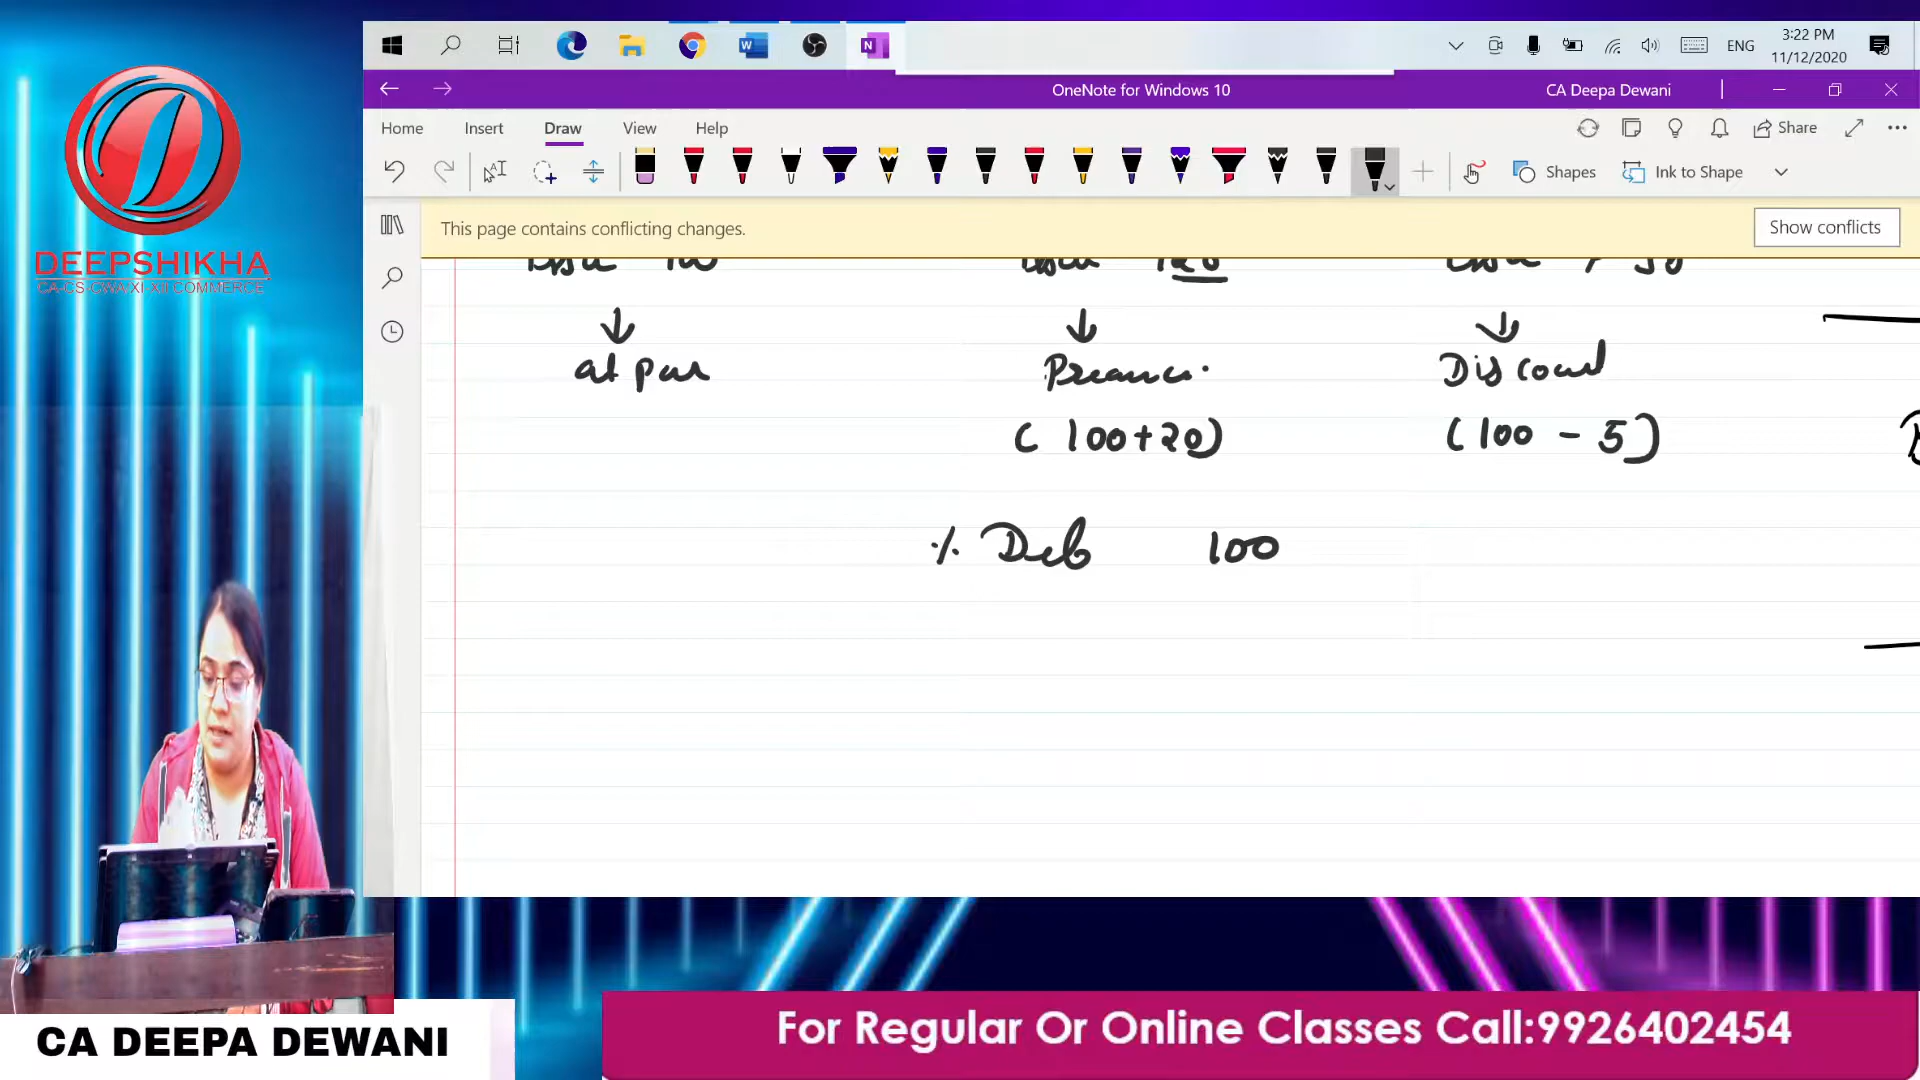 3:22 PM
ENG
11/12/2020
OneNote for Windows 10
CA Deepa Dewani
Home
Insert
Draw
View
Help
Share
Shapes
Ink to Shape
This page contains conflicting changes.
Show conflicts
DEEPSHIKHA
CA-CS-CWA/XI-XII COMMERCE
at par
Discount
(100+20)
(100 - 5)
% Deb 100
CA DEEPA DEWANI
For Regular Or Online Classes Call:9926402454